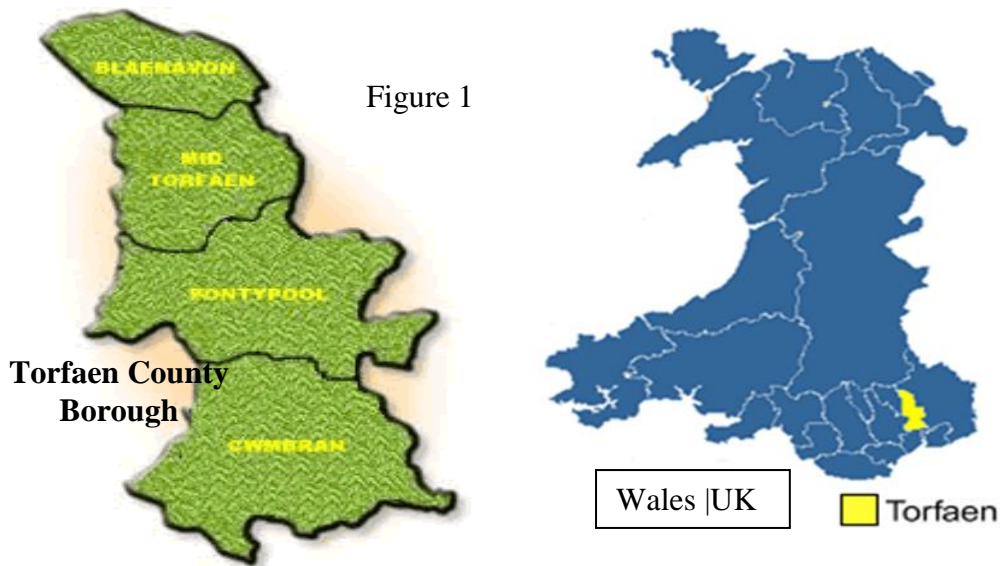 BLAENAVON
Figure 1
MID
TORFAEN
PONTYPOOL
Torfaen County
Borough
CWMBRAN
Wales |UK
Torfaen